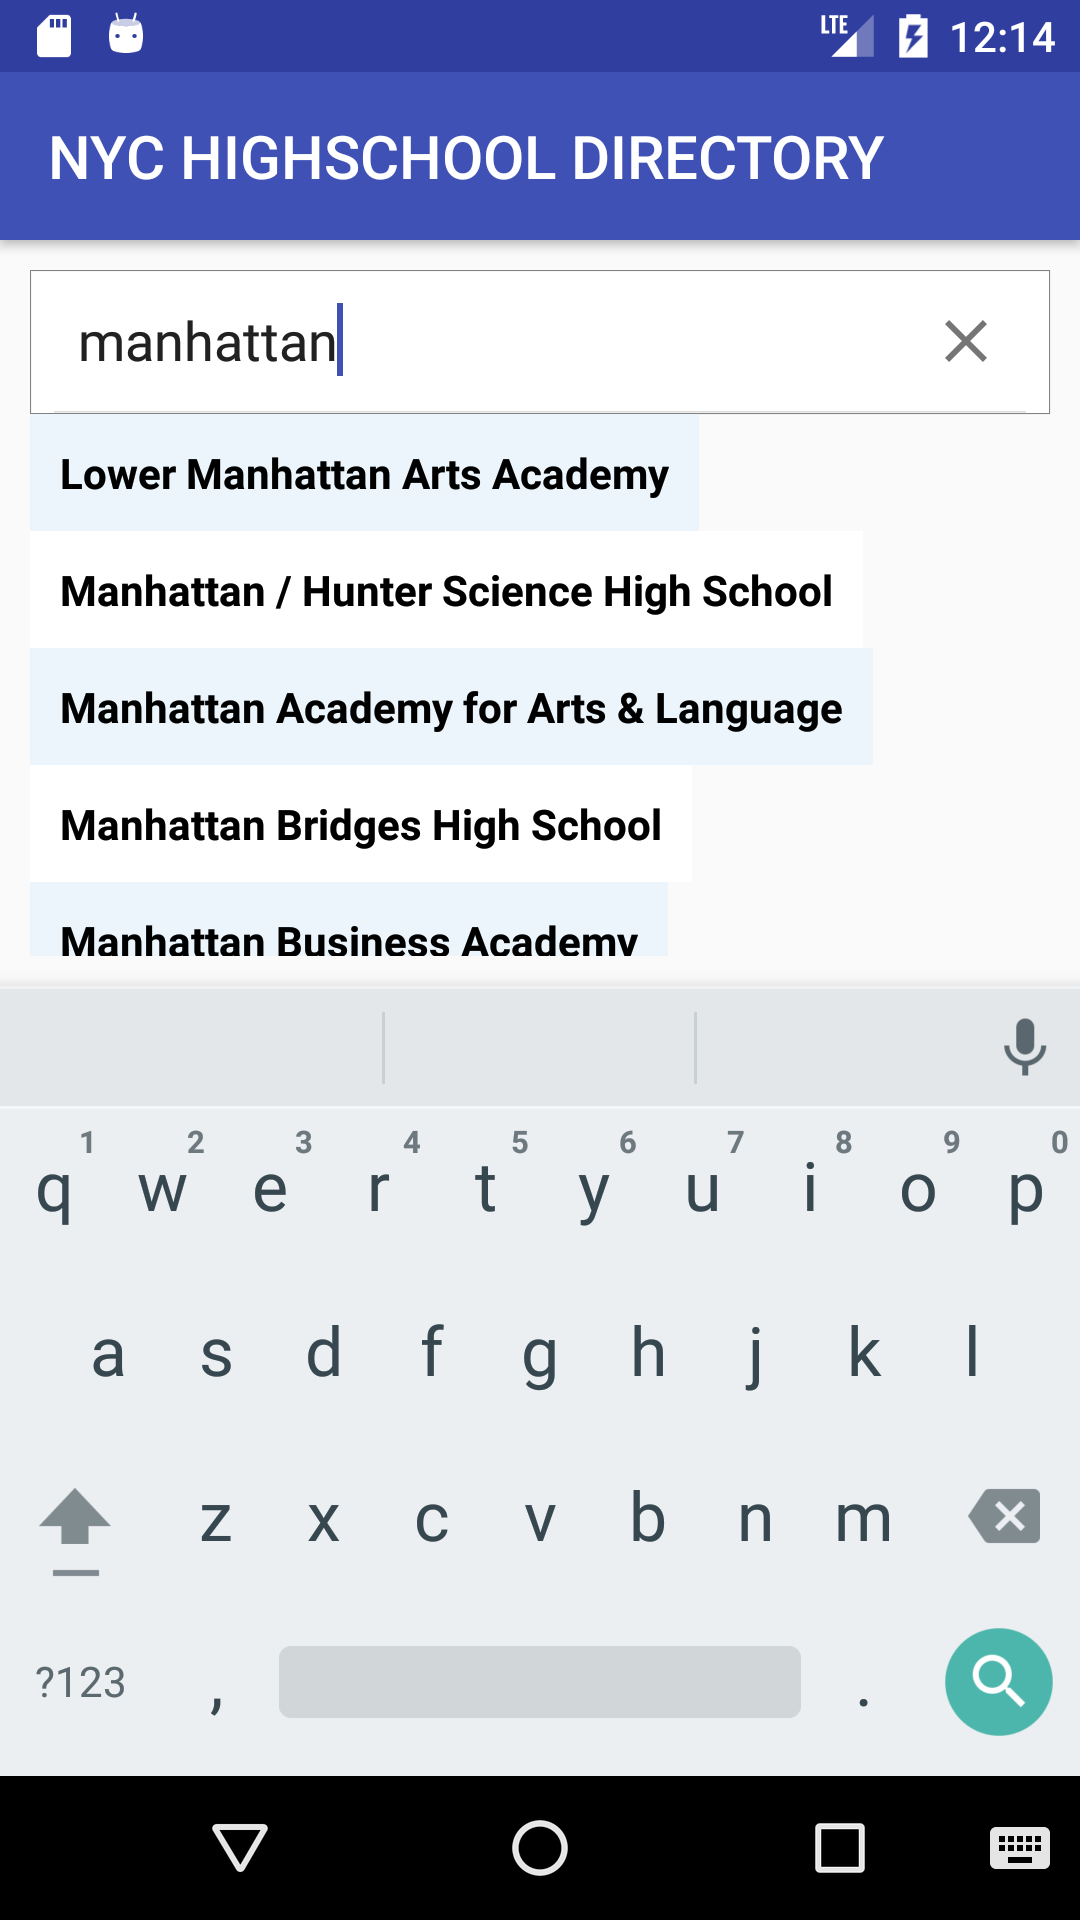 LTE 12:14
NYC HIGHSCHOOL DIRECTORY
manhattan
Lower Manhattan Arts Academy
Manhattan / Hunter Science High School
Manhattan Academy for Arts & Language
Manhattan Bridges High School
Manhattan Business Academy
1 2 3 4 5 6 7 8 9 0
q w e r t y u i o p
a s d f g h j k l
z x c v b n m
?123 , .